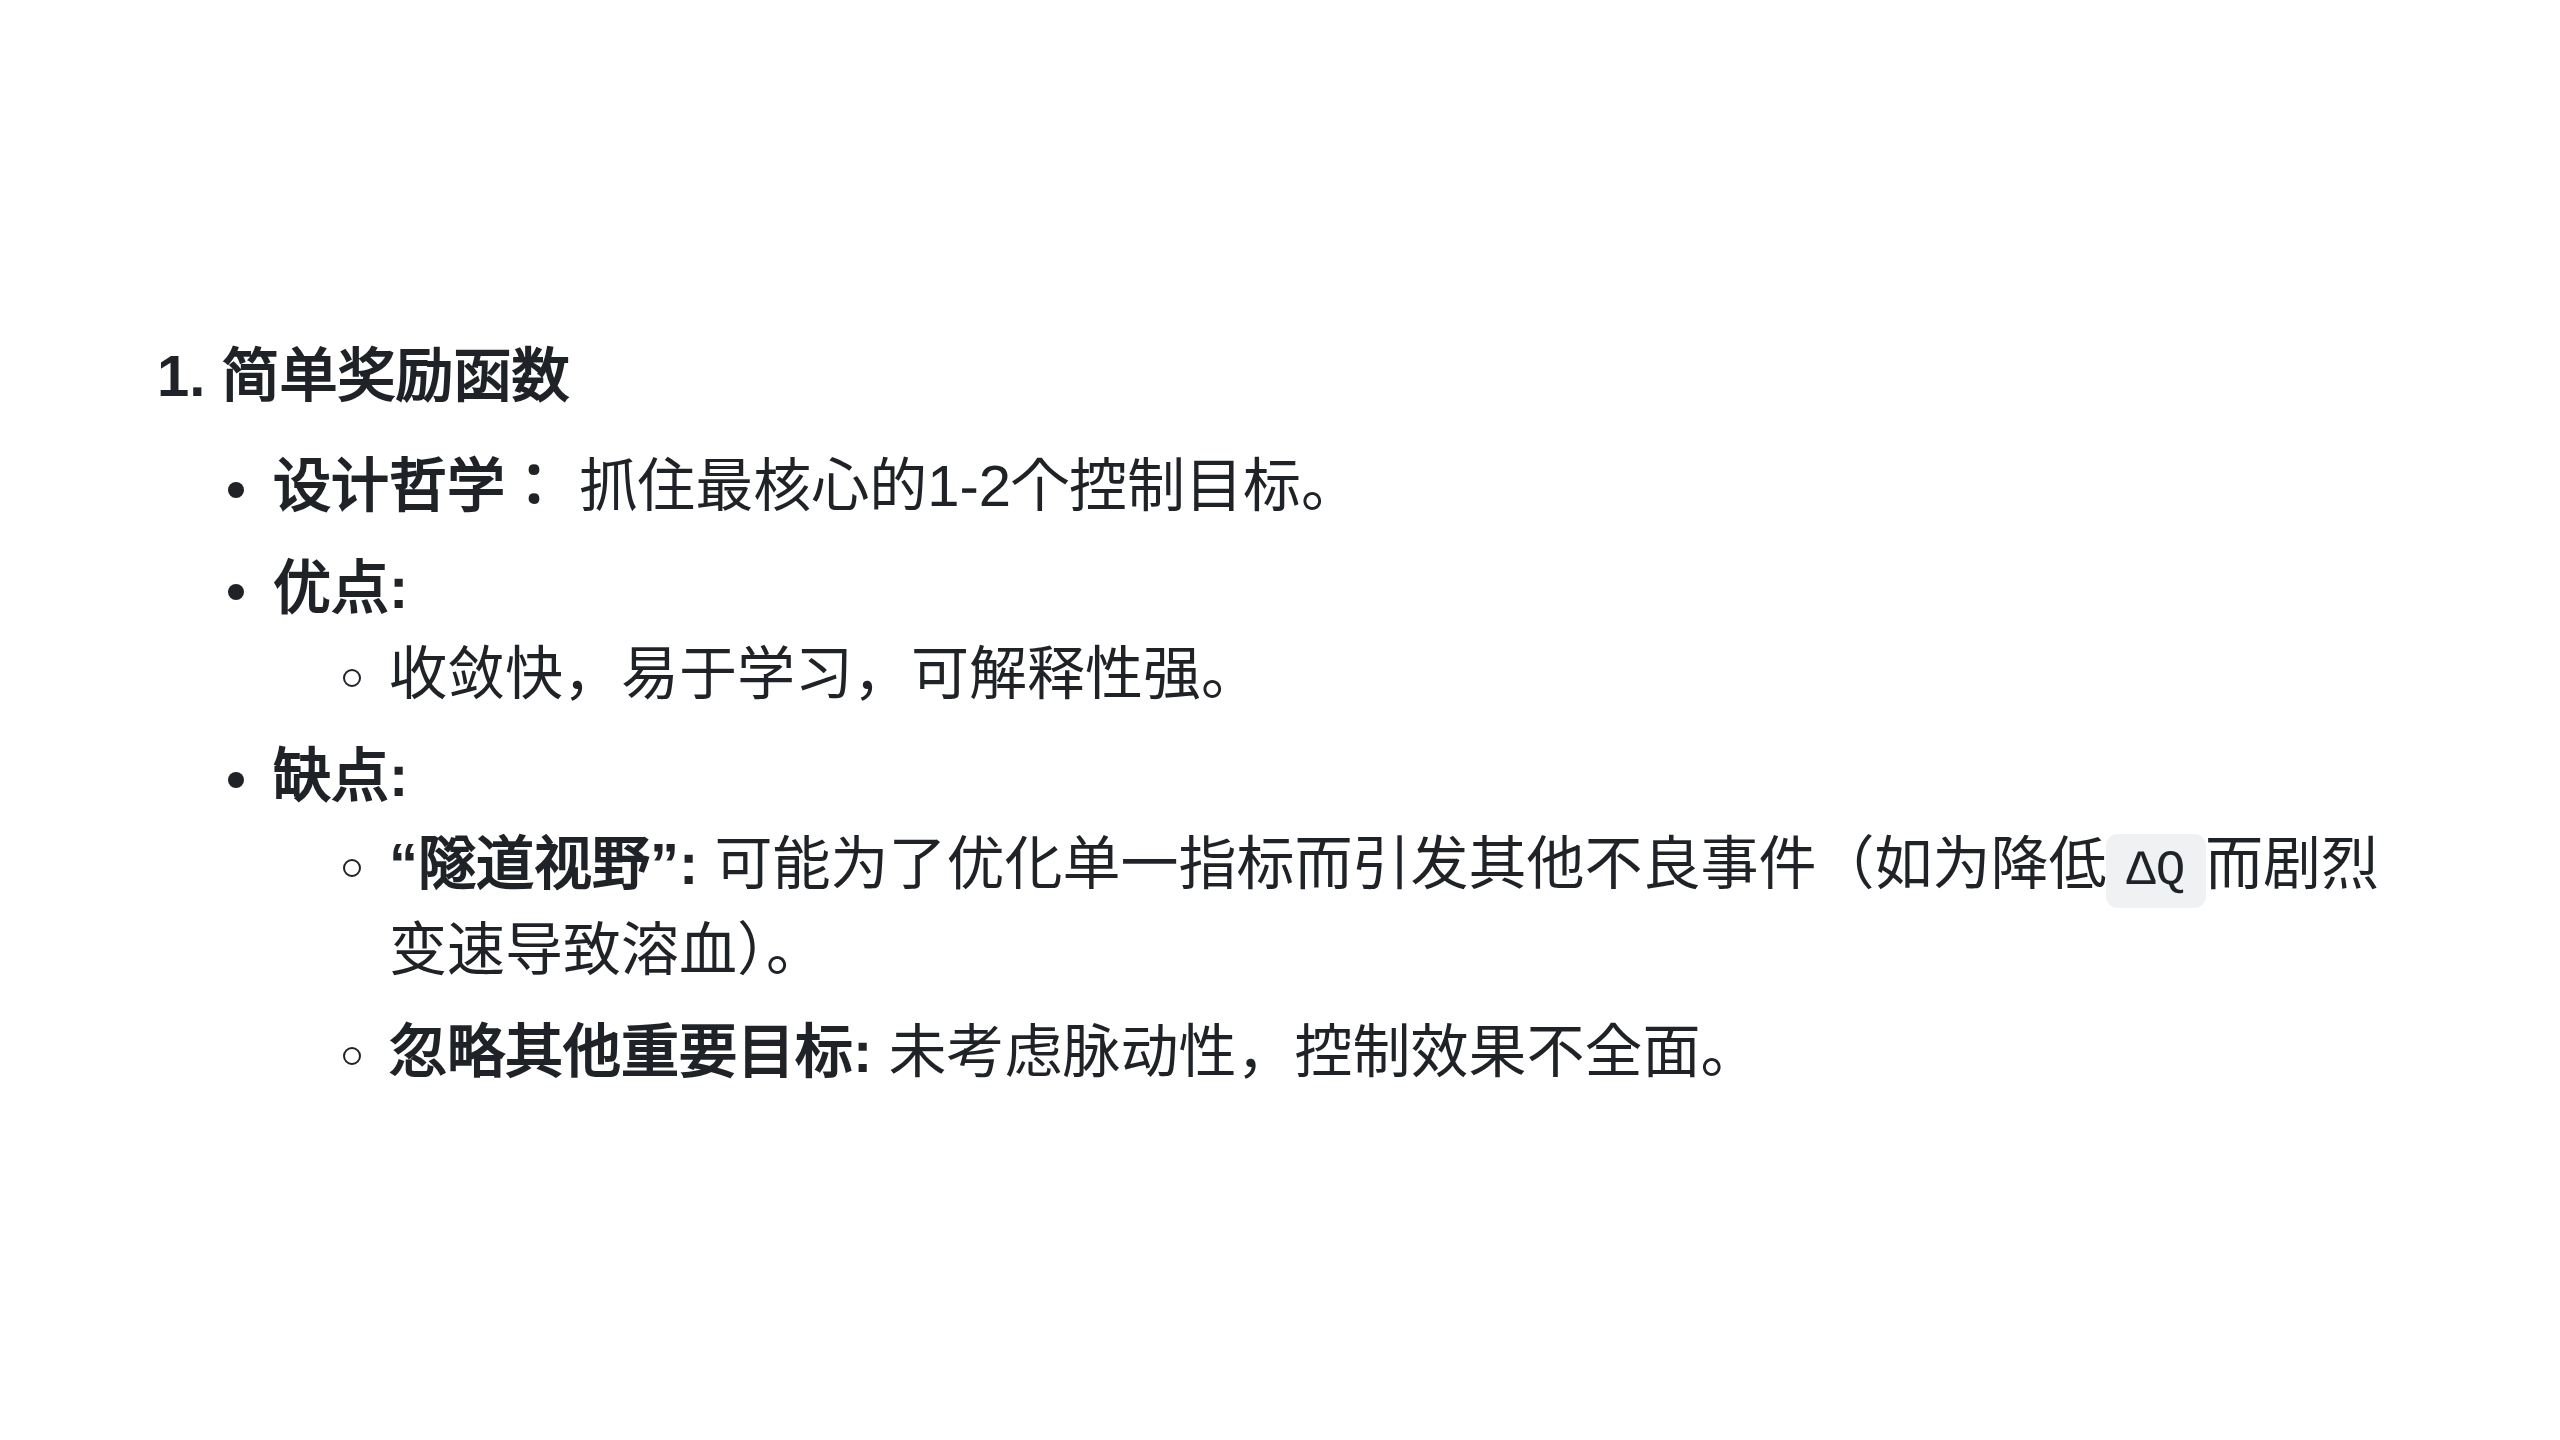 1. 简单奖励函数
• 设计哲学： 抓住最核心的1-2个控制目标。
• 优点:
◦ 收敛快，易于学习，可解释性强。
• 缺点:
◦ “隧道视野”: 可能为了优化单一指标而引发其他不良事件（如为降低 ΔQ 而剧烈
变速导致溶血）。
◦ 忽略其他重要目标: 未考虑脉动性，控制效果不全面。